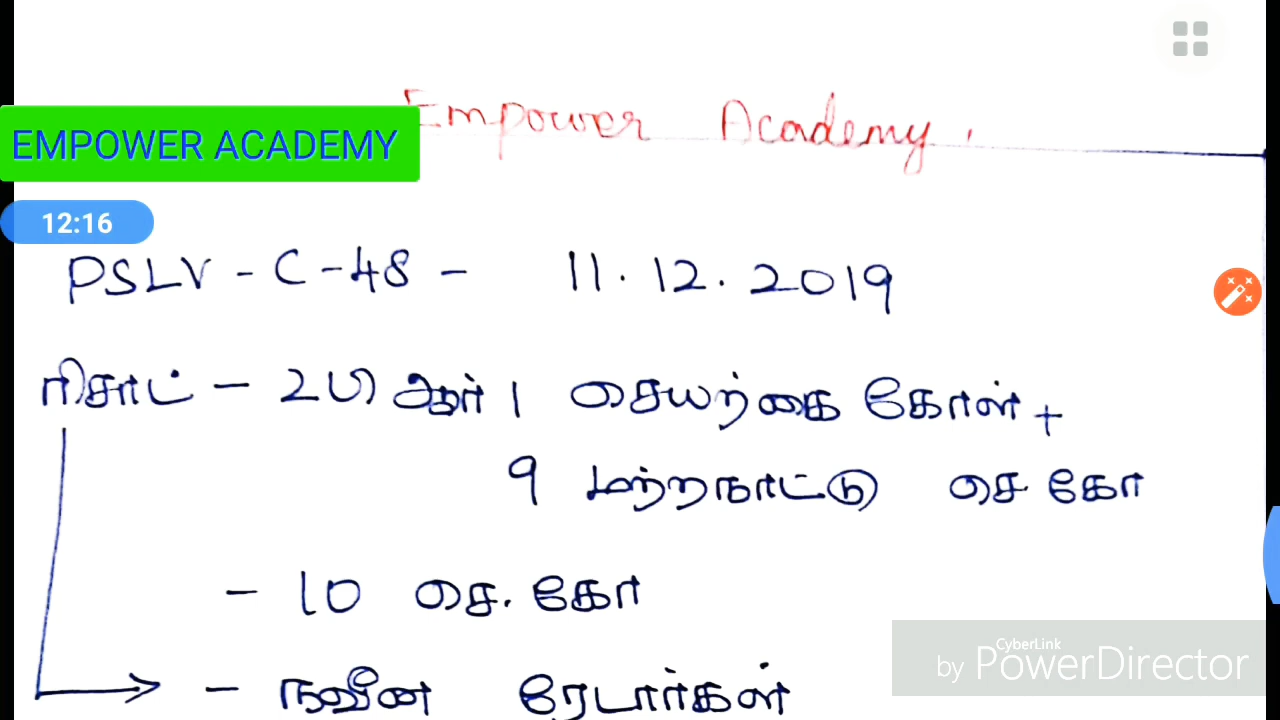 Empower Academy.
EMPOWER ACADEMY
12:16
PSLV - C - 48 - 11.12.2019
ரிசாட் - 2பி ஆர் 1 செயற்கை கோள் +
9 மற்றநாட்டு செ கோ
- 10 செ. கோ
- நவீன ரேடார்கள்
CyberLink
by PowerDirector